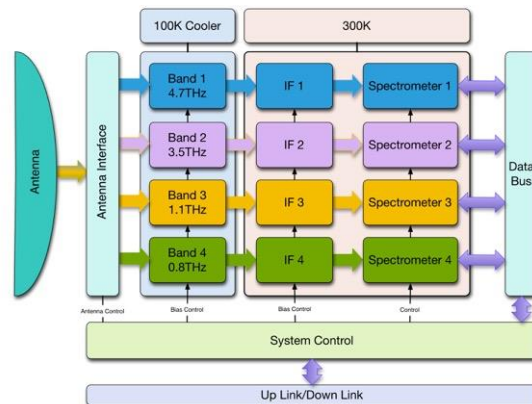 100K Cooler
300K
Antenna
Antenna Interface
Band 1
4.7THz
IF 1
Spectrometer 1
Band 2
3.5THz
IF 2
Spectrometer 2
Band 3
1.1THz
IF 3
Spectrometer 3
Band 4
0.8THz
IF 4
Spectrometer 4
Data
Bus
Antenna Control
Bias Control
Bias Control
Control
System Control
Up Link/Down Link